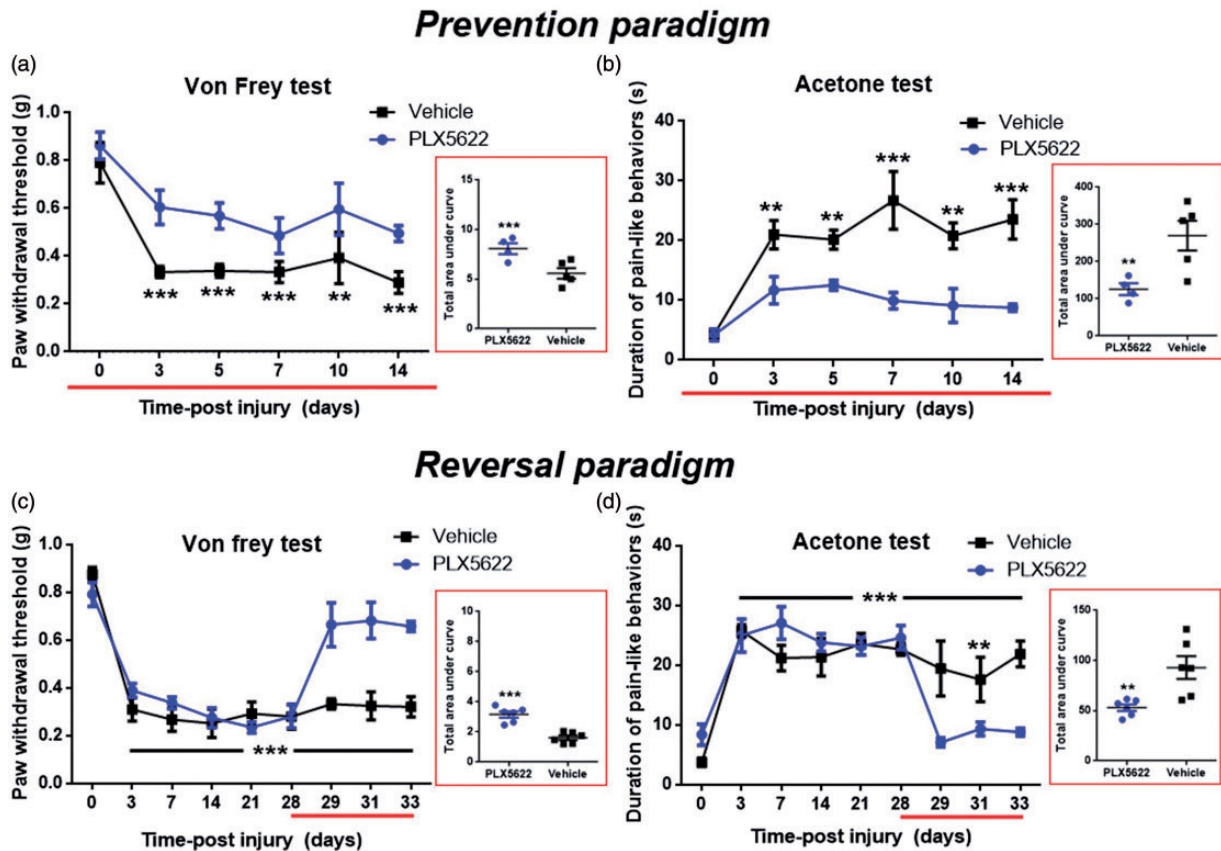 Prevention paradigm
(a)
Von Frey test
Vehicle
PLX5622
Paw withdrawal threshold (g)
1.0
0.8
0.6
0.4
0.2
0.0
*** *** *** ** ***
0 3 5 7 10 14
Time-post injury (days)
Total area under curve
15
10
5
0
***
PLX5622 Vehicle
(b)
Acetone test
Vehicle
PLX5622
Duration of pain-like behaviors (s)
40
30
20
10
0
** ** *** ** ***
0 3 5 7 10 14
Time-post injury (days)
Total area under curve
400
300
200
100
0
**
PLX5622 Vehicle
Reversal paradigm
(c)
Von frey test
Vehicle
PLX5622
Paw withdrawal threshold (g)
1.0
0.8
0.6
0.4
0.2
0.0
***
0 3 7 14 21 28 29 31 33
Time-post injury (days)
Total area under curve
10
8
6
4
2
0
***
PLX5622 Vehicle
(d)
Acetone test
Vehicle
PLX5622
Duration of pain-like behaviors (s)
40
30
20
10
0
***
**
0 3 7 14 21 28 29 31 33
Time-post injury (days)
Total area under curve
150
100
50
0
**
PLX5622 Vehicle